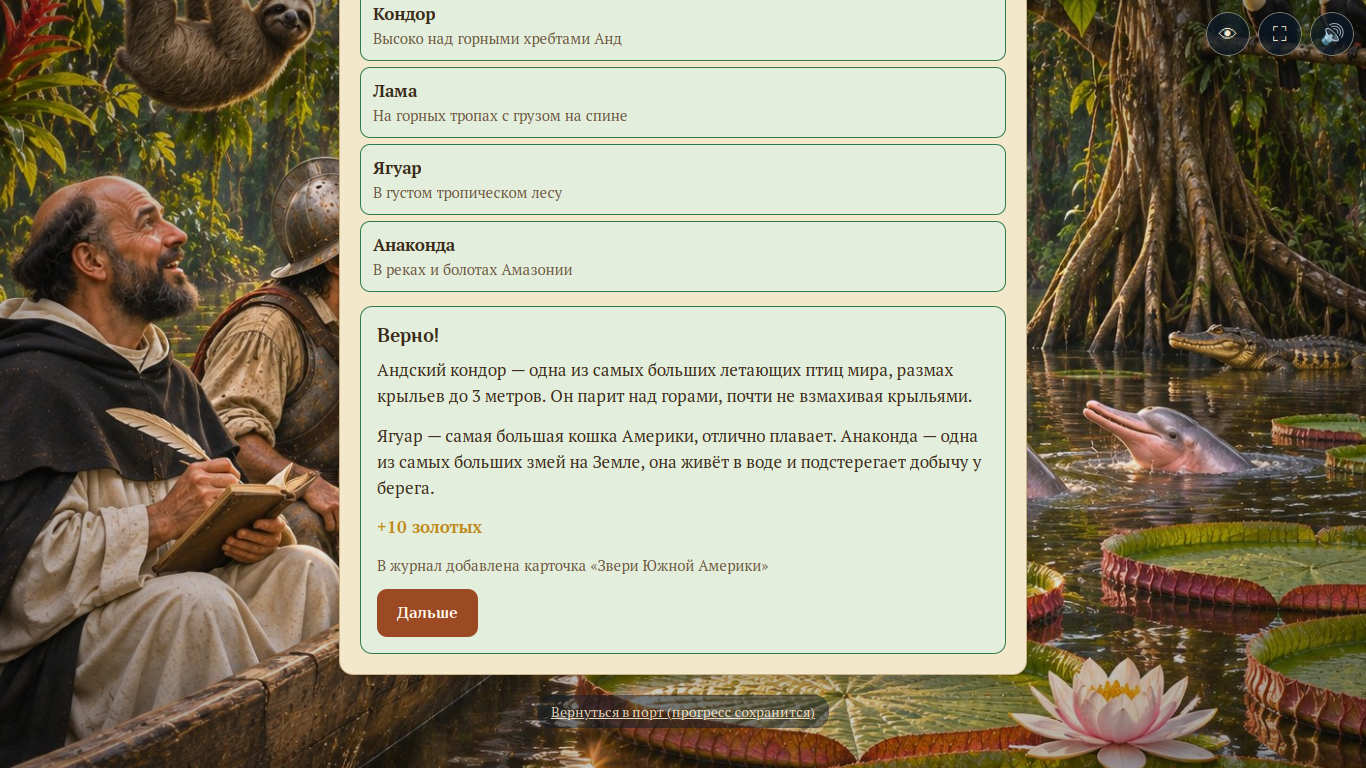 Кондор
Высоко над горными хребтами Анд
Лама
На горных тропах с грузом на спине
Ягуар
В густом тропическом лесу
Анаконда
В реках и болотах Амазонии
Верно!
Андский кондор — одна из самых больших летающих птиц мира, размах
крыльев до 3 метров. Он парит над горами, почти не взмахивая крыльями.
Ягуар — самая большая кошка Америки, отлично плавает. Анаконда — одна
из самых больших змей на Земле, она живёт в воде и подстерегает добычу у
берега.
+10 золотых
В журнал добавлена карточка «Звери Южной Америки»
Дальше
Вернуться в порт (прогресс сохранится)